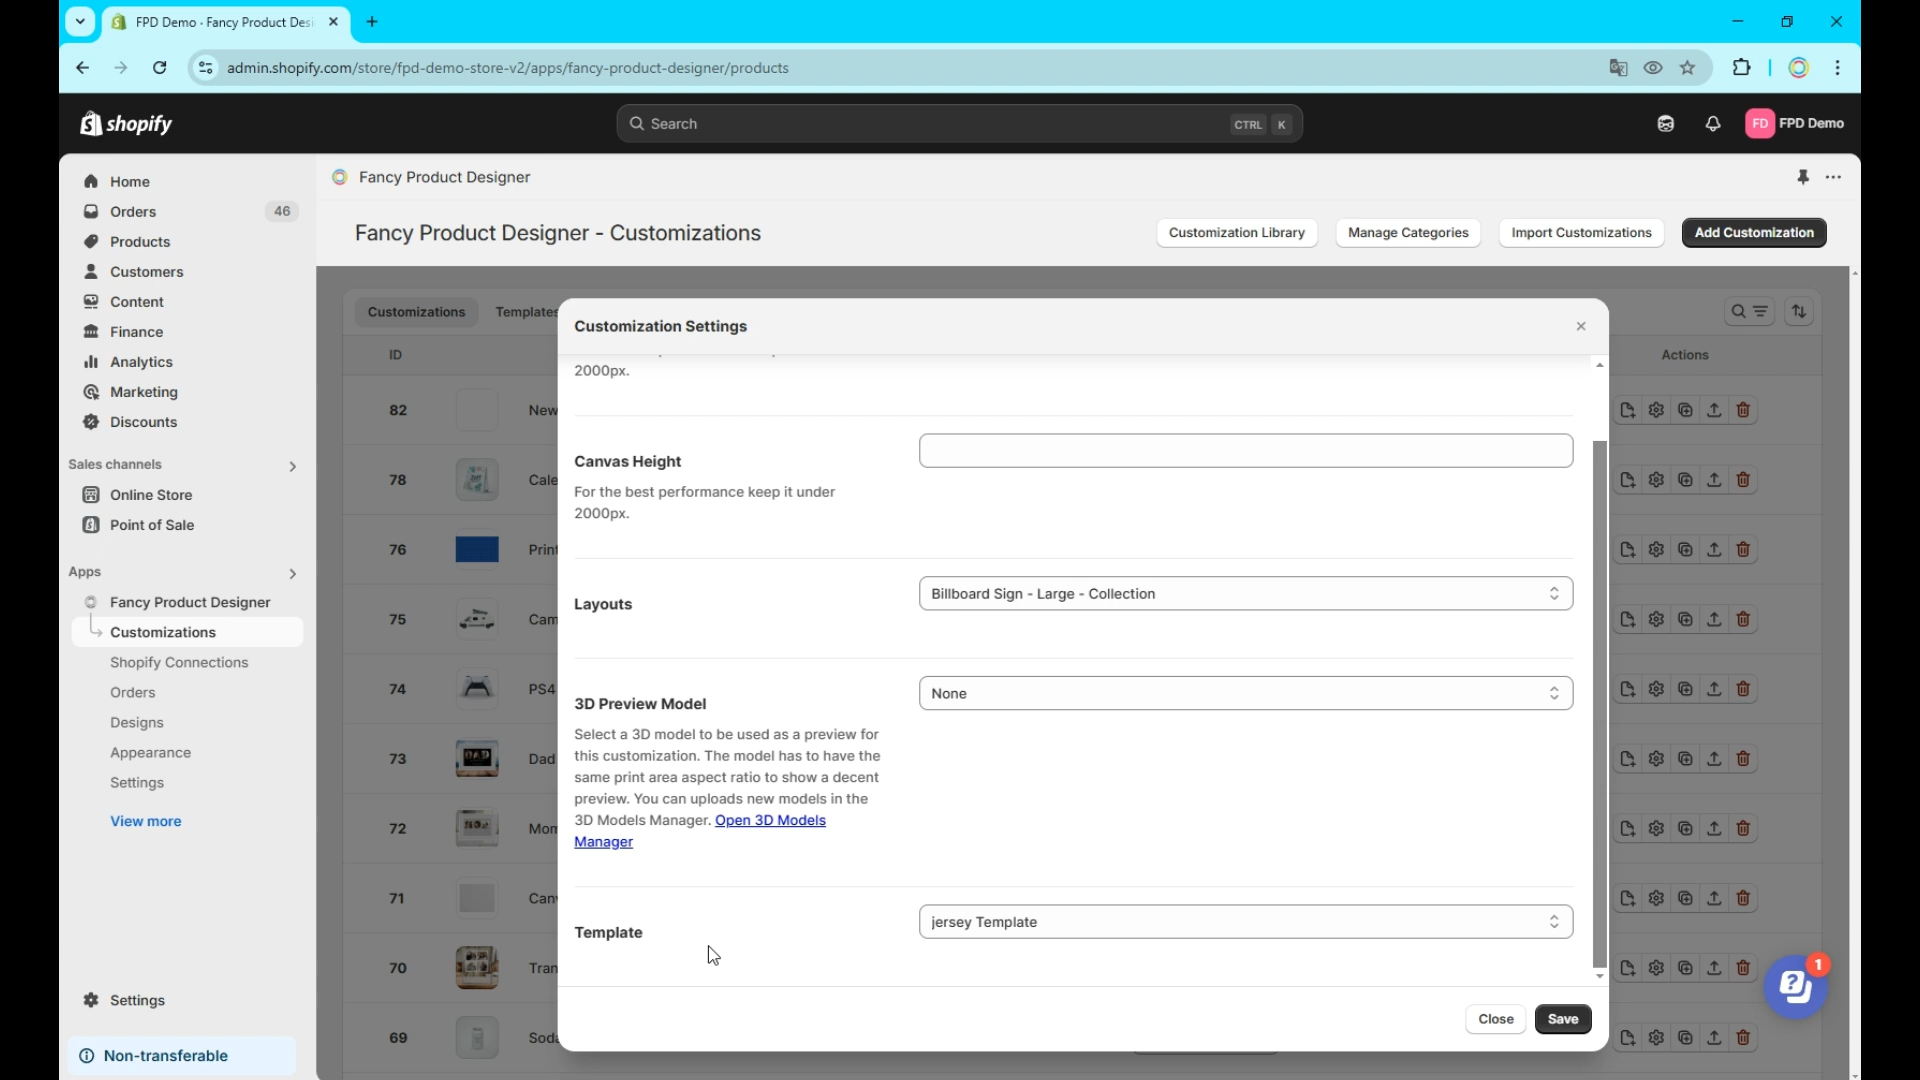 FPD Demo · Fancy Product Des
admin.shopify.com/store/fpd-demo-store-v2/apps/fancy-product-designer/products
shopify
Search
CTRL K
FD FPD Demo
Home
Orders 46
Products
Customers
Content
Finance
Analytics
Marketing
Discounts
Sales channels
Online Store
Point of Sale
Apps
Fancy Product Designer
Customizations
Shopify Connections
Orders
Designs
Appearance
Settings
View more
Settings
Non-transferable
Fancy Product Designer
Fancy Product Designer - Customizations
Customization Library
Manage Categories
Import Customizations
Add Customization
Customizations
Templates
ID
Actions
82 New
78 Cale
76 Print
75 Cam
74 PS4
73 Dad
72 Mom
71 Can
70 Tran
69 Soda
Customization Settings
2000px.
Canvas Height
For the best performance keep it under
2000px.
Layouts
Billboard Sign - Large - Collection
3D Preview Model
None
Select a 3D model to be used as a preview for
this customization. The model has to have the
same print area aspect ratio to show a decent
preview. You can uploads new models in the
3D Models Manager. Open 3D Models
Manager
Template
jersey Template
Close
Save
1